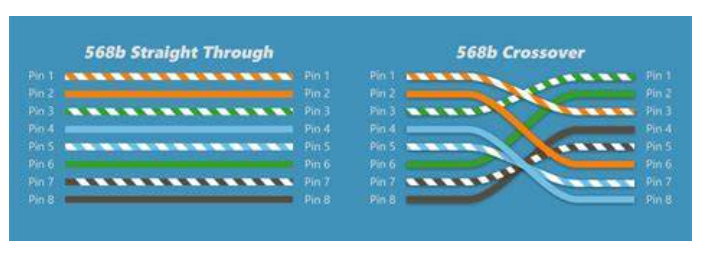 568b Straight Through
Pin 1 Pin 1
Pin 2 Pin 2
Pin 3 Pin 3
Pin 4 Pin 4
Pin 5 Pin 5
Pin 6 Pin 6
Pin 7 Pin 7
Pin 8 Pin 8
568b Crossover
Pin 1 Pin 1
Pin 2 Pin 2
Pin 3 Pin 3
Pin 4 Pin 4
Pin 5 Pin 5
Pin 6 Pin 6
Pin 7 Pin 7
Pin 8 Pin 8